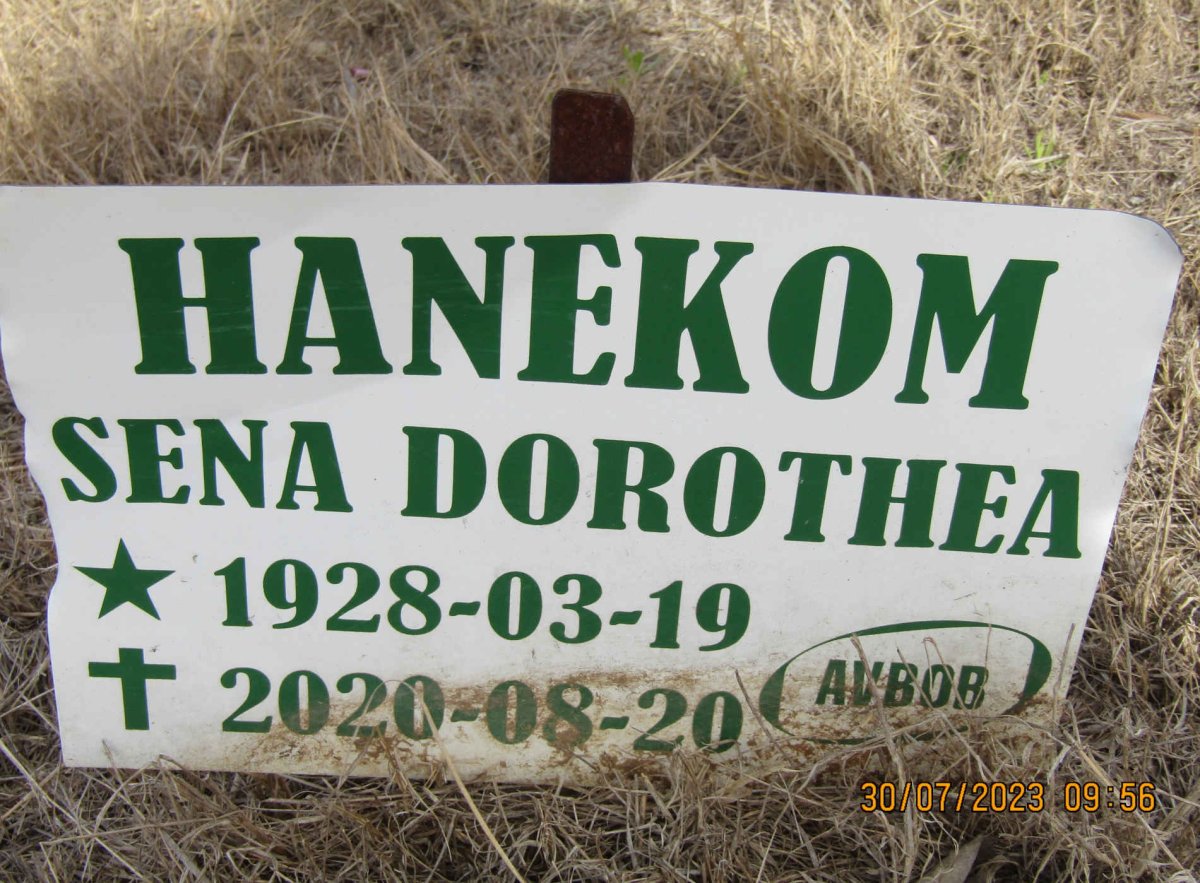 HANEKOM
SENA DOROTHEA
★ 1928-03-19
✝ 2020-08-20
AVBOB
30/07/2023 09:56